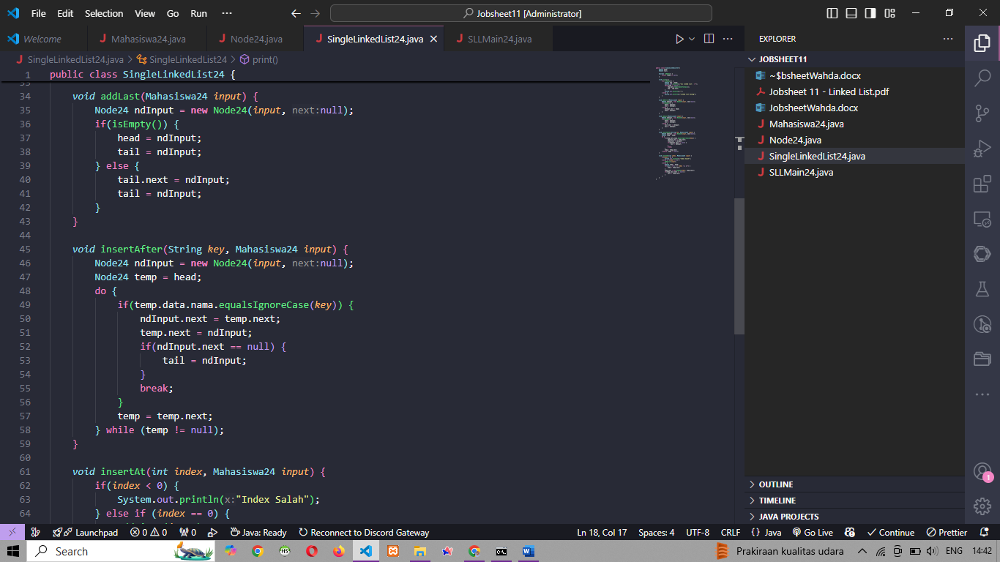 File Edit Selection View Go Run ··· Jobsheet11 [Administrator]
Welcome Mahasiswa24.java Node24.java SingleLinkedList24.java SLLMain24.java
SingleLinkedList24.java > SingleLinkedList24 > print()
1 public class SingleLinkedList24 {
34 void addLast(Mahasiswa24 input) {
35 Node24 ndInput = new Node24(input, next:null);
36 if(isEmpty()) {
37 head = ndInput;
38 tail = ndInput;
39 } else {
40 tail.next = ndInput;
41 tail = ndInput;
42 }
43 }
44
45 void insertAfter(String key, Mahasiswa24 input) {
46 Node24 ndInput = new Node24(input, next:null);
47 Node24 temp = head;
48 do {
49 if(temp.data.nama.equalsIgnoreCase(key)) {
50 ndInput.next = temp.next;
51 temp.next = ndInput;
52 if(ndInput.next == null) {
53 tail = ndInput;
54 }
55 break;
56 }
57 temp = temp.next;
58 } while (temp != null);
59 }
60
61 void insertAt(int index, Mahasiswa24 input) {
62 if(index < 0) {
63 System.out.println(x:"Index Salah");
64 } else if (index == 0) {
EXPLORER
JOBSHEET11
~$bsheetWahda.docx
Jobsheet 11 - Linked List.pdf
JobsheetWahda.docx
Mahasiswa24.java
Node24.java
SingleLinkedList24.java
SLLMain24.java
OUTLINE
TIMELINE
JAVA PROJECTS
1
Launchpad 0 0 0 Java: Ready Reconnect to Discord Gateway Ln 18, Col 17 Spaces: 4 UTF-8 CRLF {} Java Go Live Continue Prettier
Search Prakiraan kualitas udara ENG 14:42